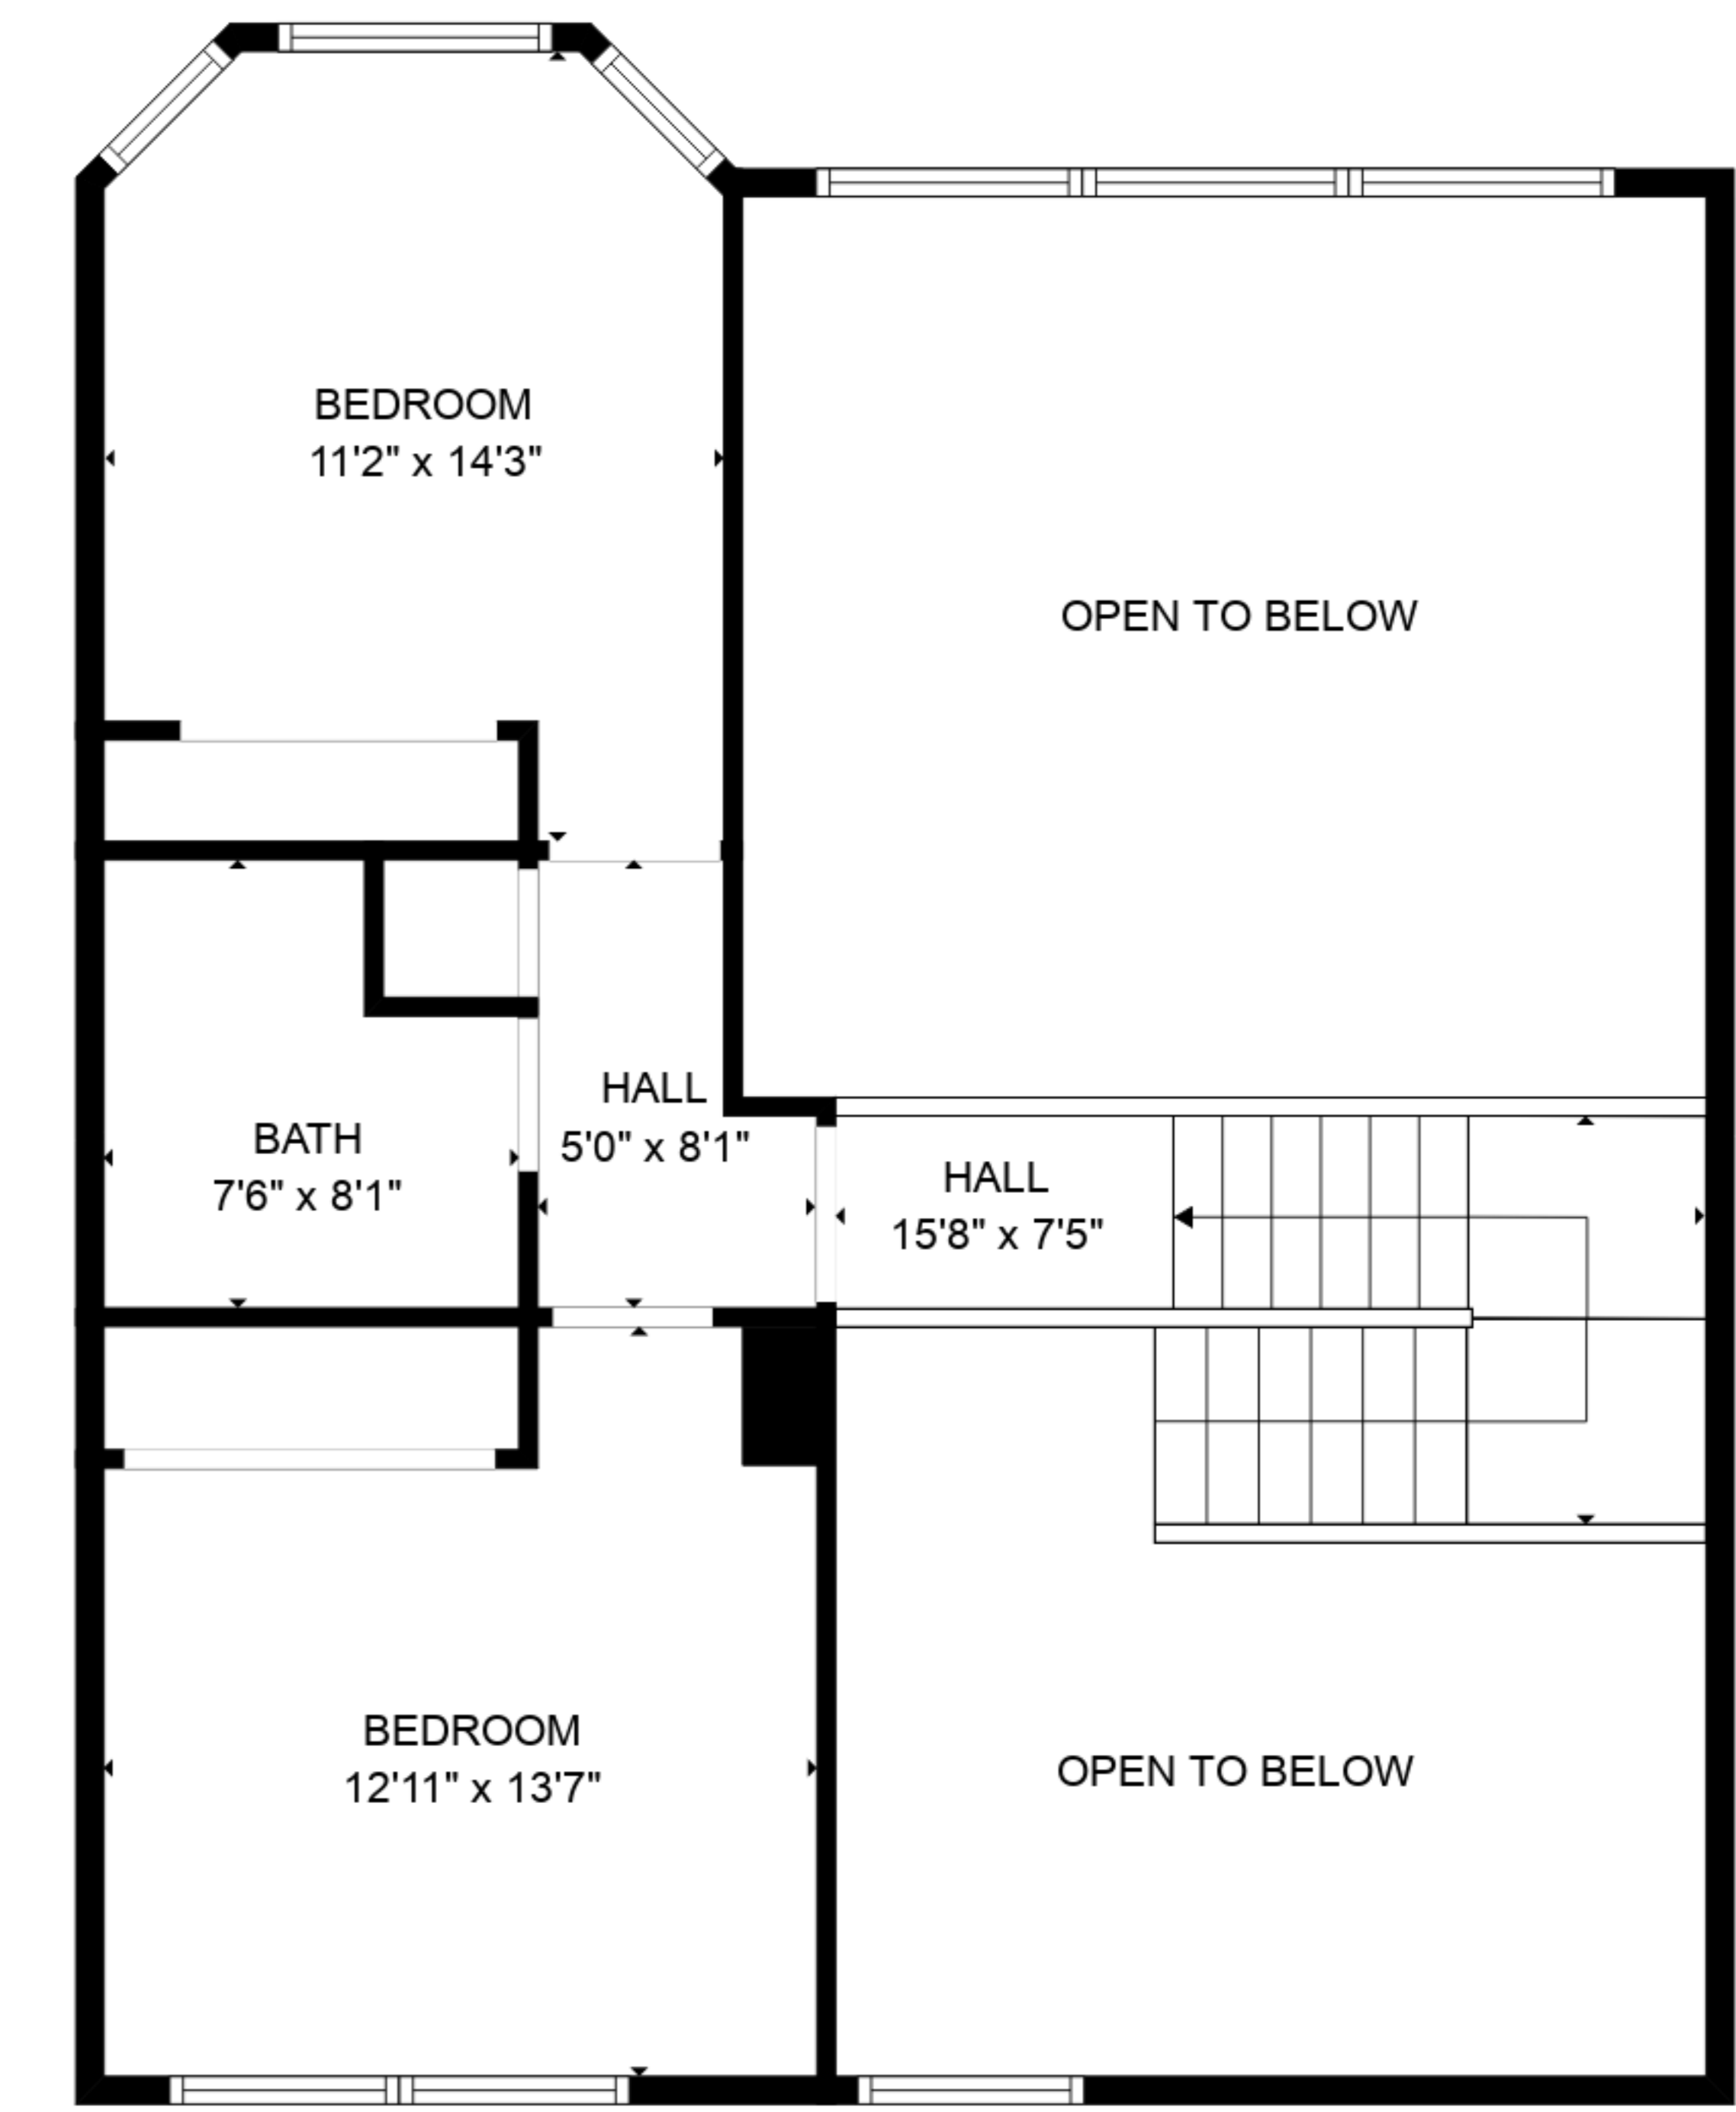 BEDROOM
11'2" x 14'3"
OPEN TO BELOW
HALL
5'0" x 8'1"
BATH
7'6" x 8'1"
HALL
15'8" x 7'5"
BEDROOM
12'11" x 13'7"
OPEN TO BELOW